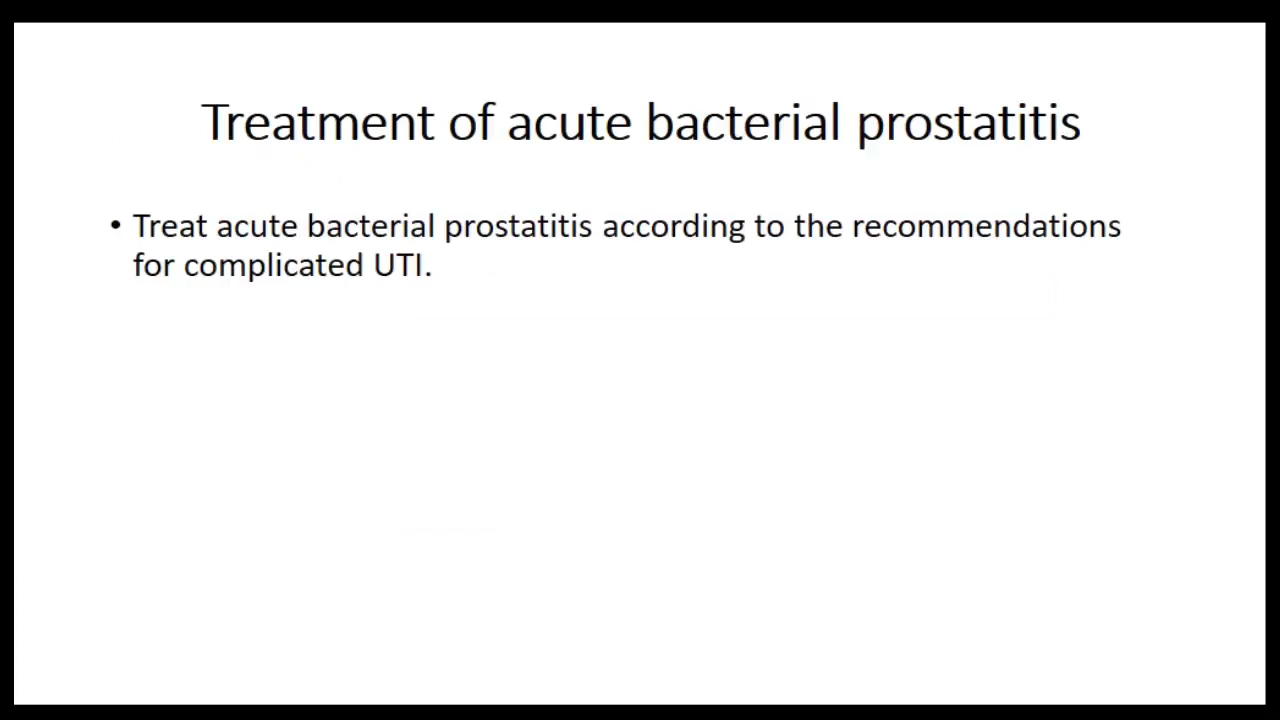 Treatment of acute bacterial prostatitis
• Treat acute bacterial prostatitis according to the recommendations
for complicated UTI.